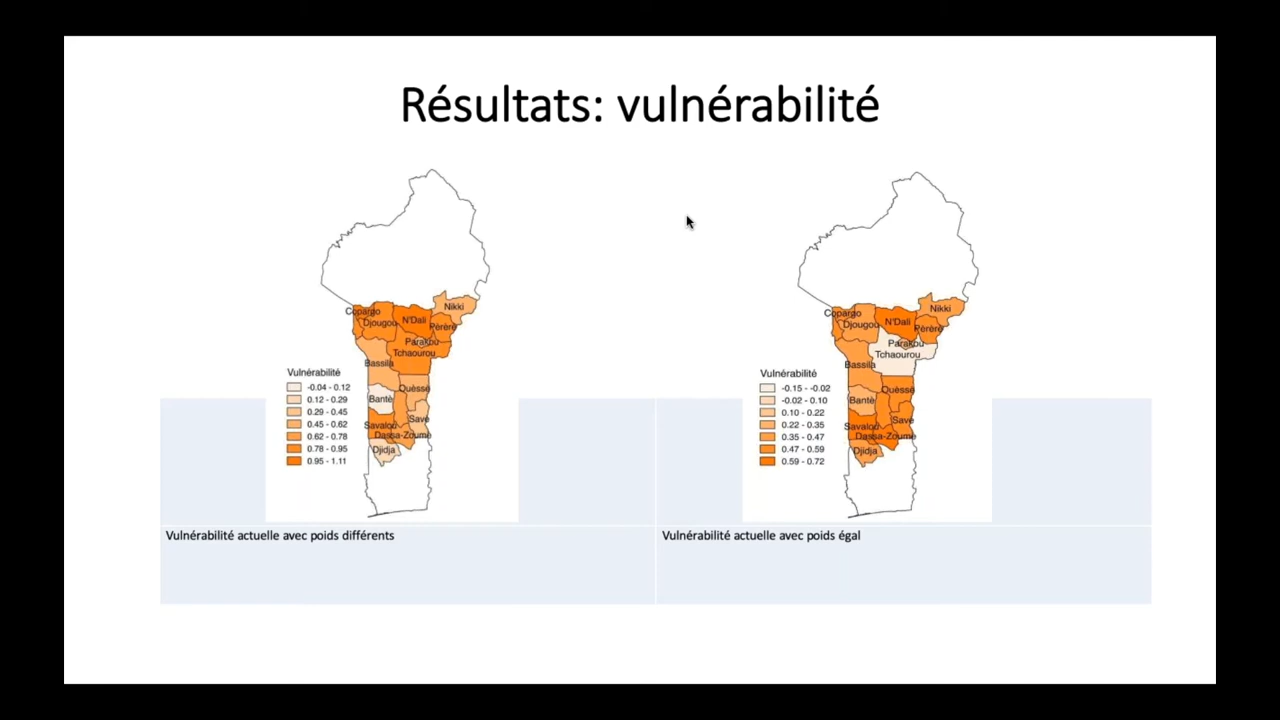 Résultats: vulnérabilité
Nikki
Copargo
N'Dali
Djougou
Pèrèrè
Parakou
Tchaourou
Bassila
Vulnérabilité
-0.04 - 0.12
0.12 - 0.29
0.29 - 0.45
0.45 - 0.62
0.62 - 0.78
0.78 - 0.95
0.95 - 1.11
Ouèssè
Bantè
Savè
Savalou
Dassa-Zoumè
Djidja
Nikki
Copargo
N'Dali
Djougou
Pèrèrè
Parakou
Tchaourou
Bassila
Vulnérabilité
-0.15 - -0.02
-0.02 - 0.10
0.10 - 0.22
0.22 - 0.35
0.35 - 0.47
0.47 - 0.59
0.59 - 0.72
Ouèssè
Bantè
Savè
Savalou
Dassa-Zoumè
Djidja
Vulnérabilité actuelle avec poids différents
Vulnérabilité actuelle avec poids égal